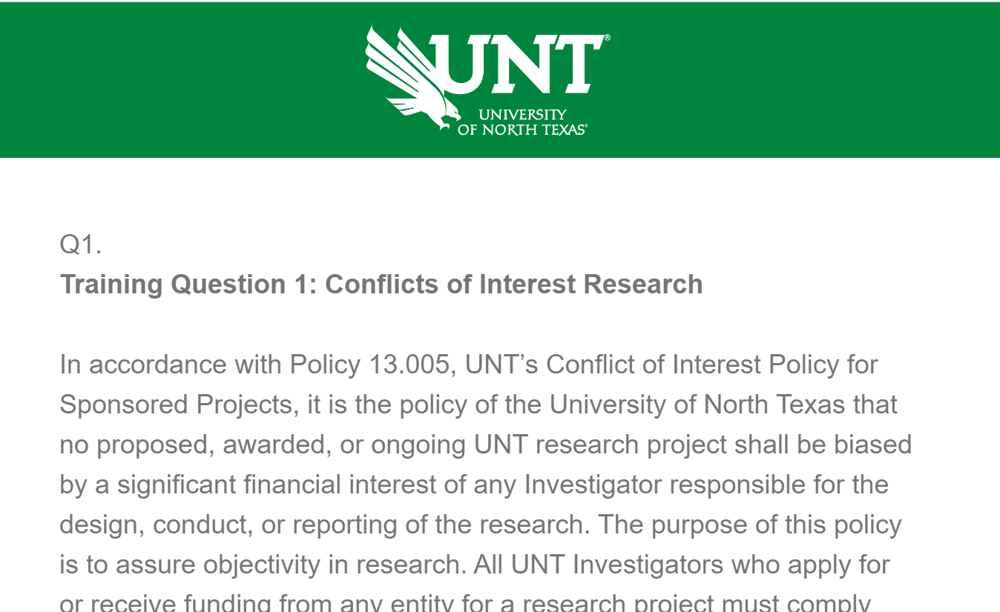 UNT®
UNIVERSITY
OF NORTH TEXAS®
Q1.
Training Question 1: Conflicts of Interest Research
In accordance with Policy 13.005, UNT’s Conflict of Interest Policy for
Sponsored Projects, it is the policy of the University of North Texas that
no proposed, awarded, or ongoing UNT research project shall be biased
by a significant financial interest of any Investigator responsible for the
design, conduct, or reporting of the research. The purpose of this policy
is to assure objectivity in research. All UNT Investigators who apply for
or receive funding from any entity for a research project must comply